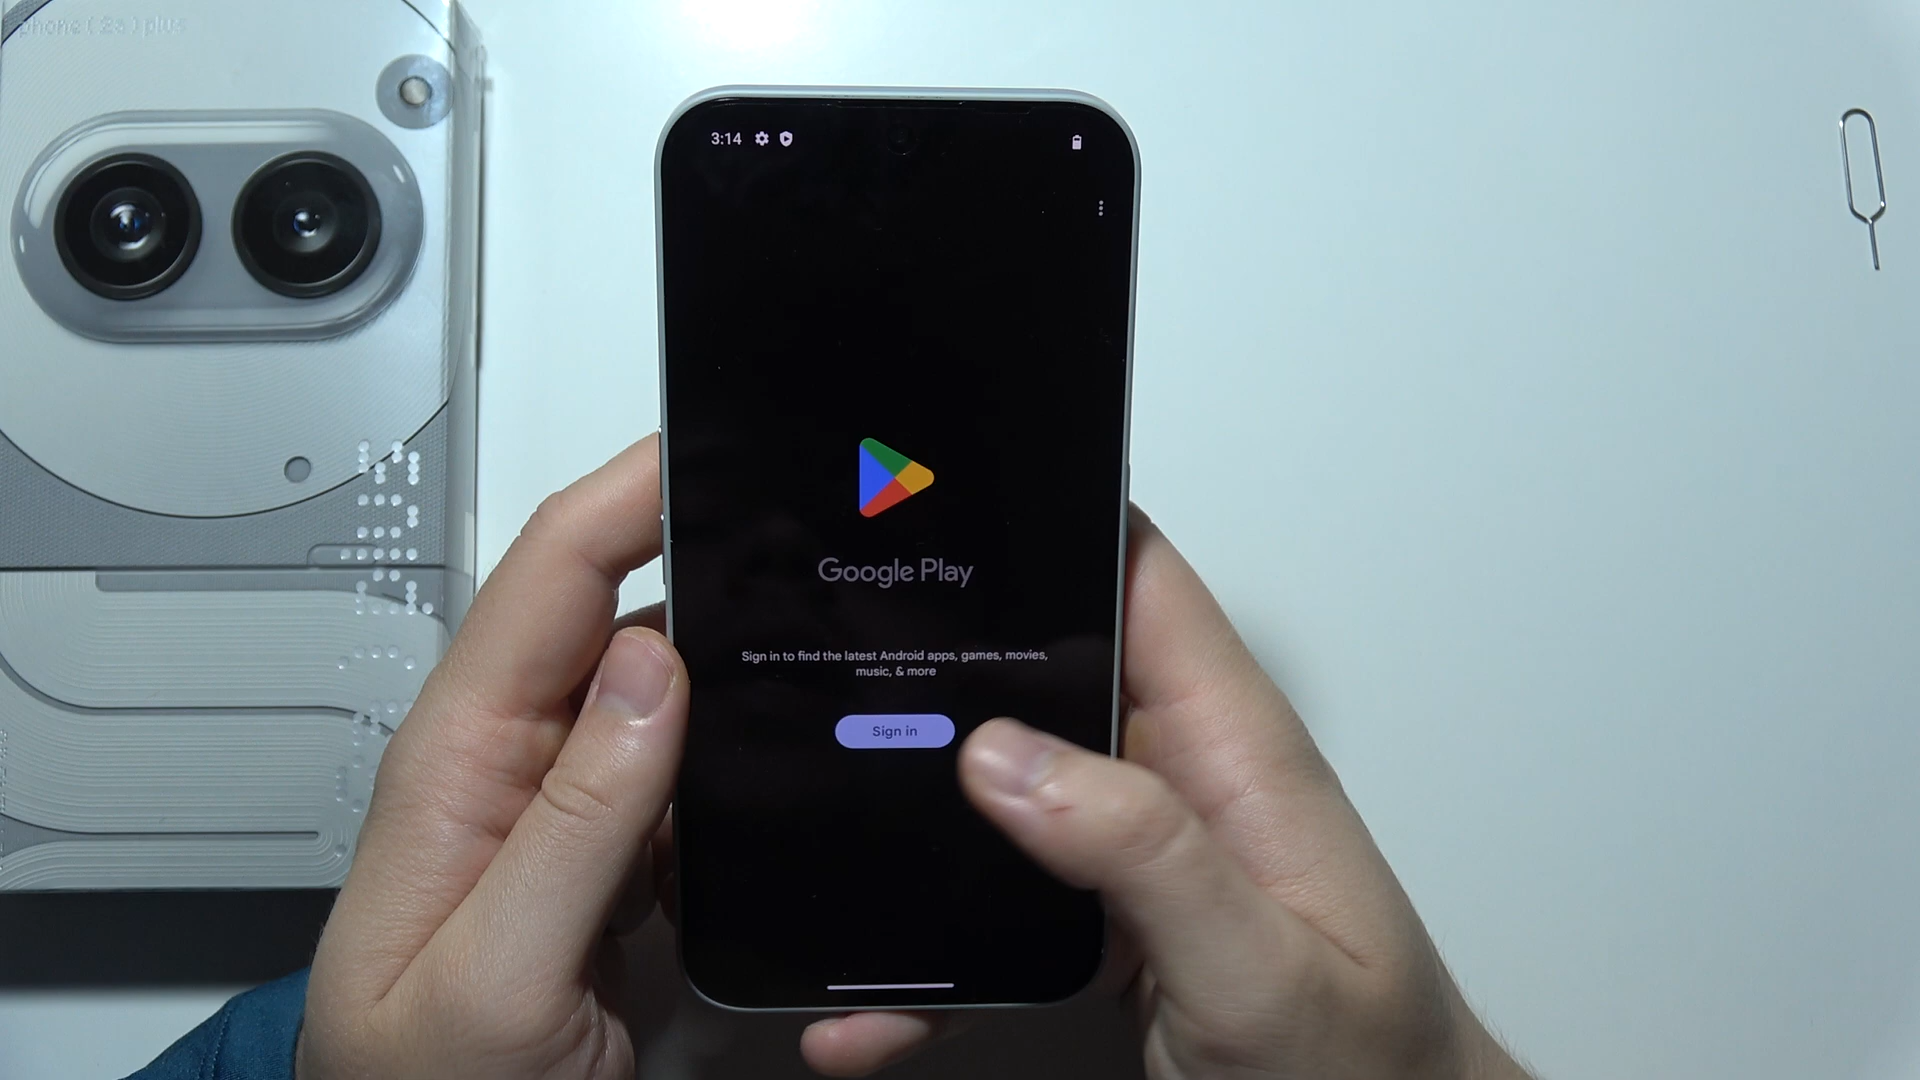 phone (2a) plus
3:14
Google Play
Sign in to find the latest Android apps, games, movies,
music, & more
Sign in